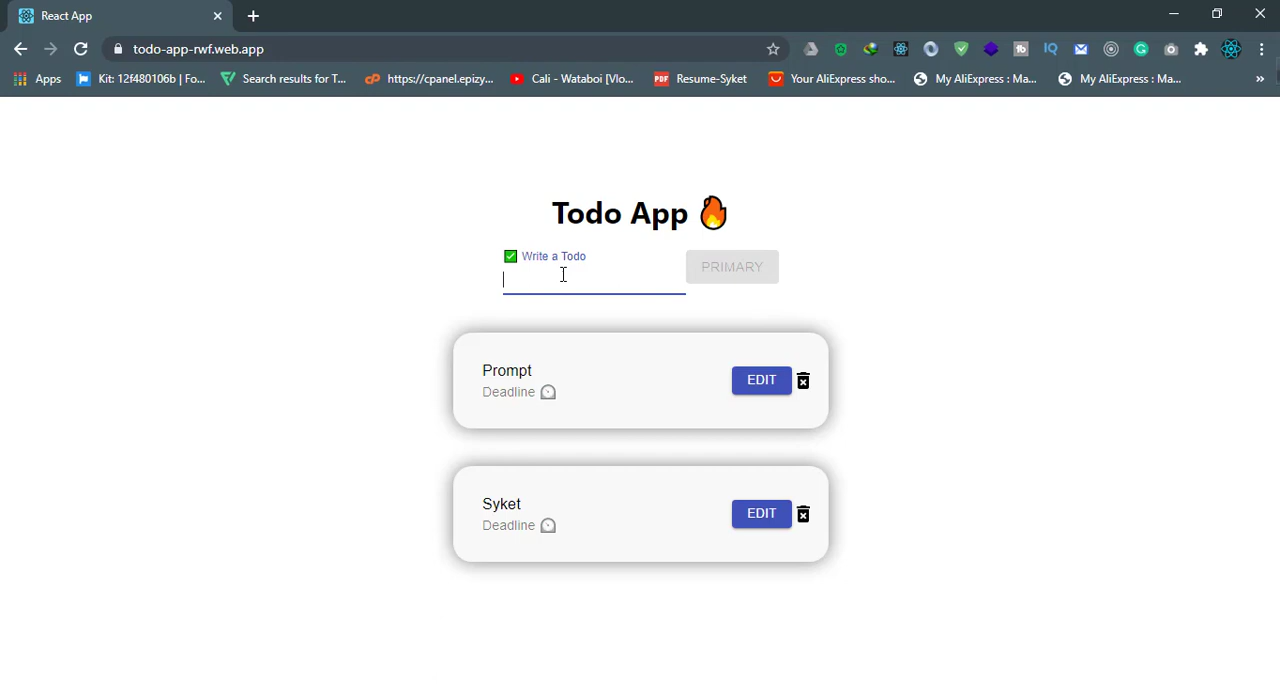 React App
todo-app-rwf.web.app
Apps Kit: 12f480106b | Fo... Search results for T... https://cpanel.epizy... Cali - Wataboi [Vlo... PDF Resume-Syket Your AliExpress sho... My AliExpress : Ma... My AliExpress : Ma... »
Todo App 🔥
✅ Write a Todo
PRIMARY
Prompt
Deadline
EDIT
Syket
Deadline
EDIT